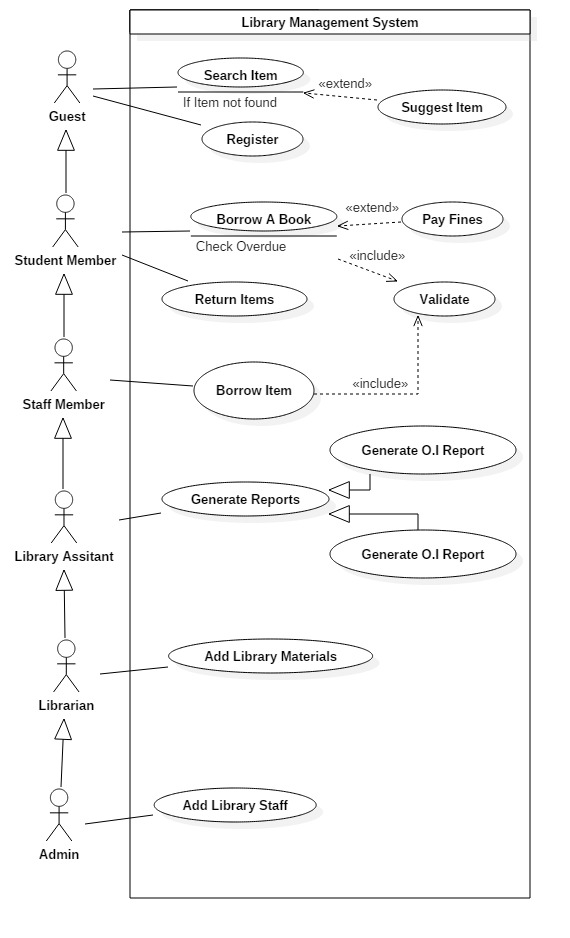 Library Management System
Search Item
«extend»
If Item not found
Suggest Item
Guest
Register
Borrow A Book
«extend»
Pay Fines
Check Overdue
«include»
Student Member
Return Items
Validate
Borrow Item
«include»
Staff Member
Generate O.I Report
Generate Reports
Library Assitant
Generate O.I Report
Add Library Materials
Librarian
Add Library Staff
Admin